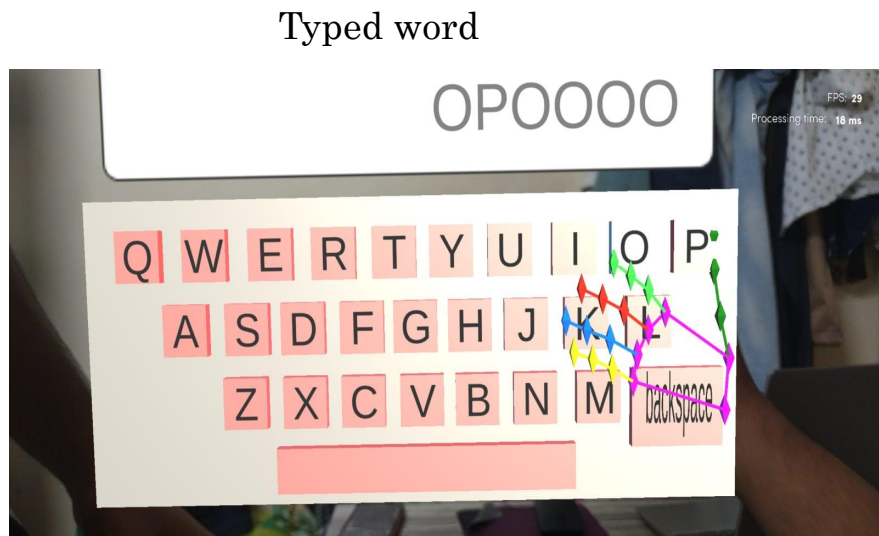 Typed word
OPOOOO
FPS: 29
Processing time: 18 ms
Q W E R T Y U I O P
A S D F G H J K L
Z X C V B N M backspace